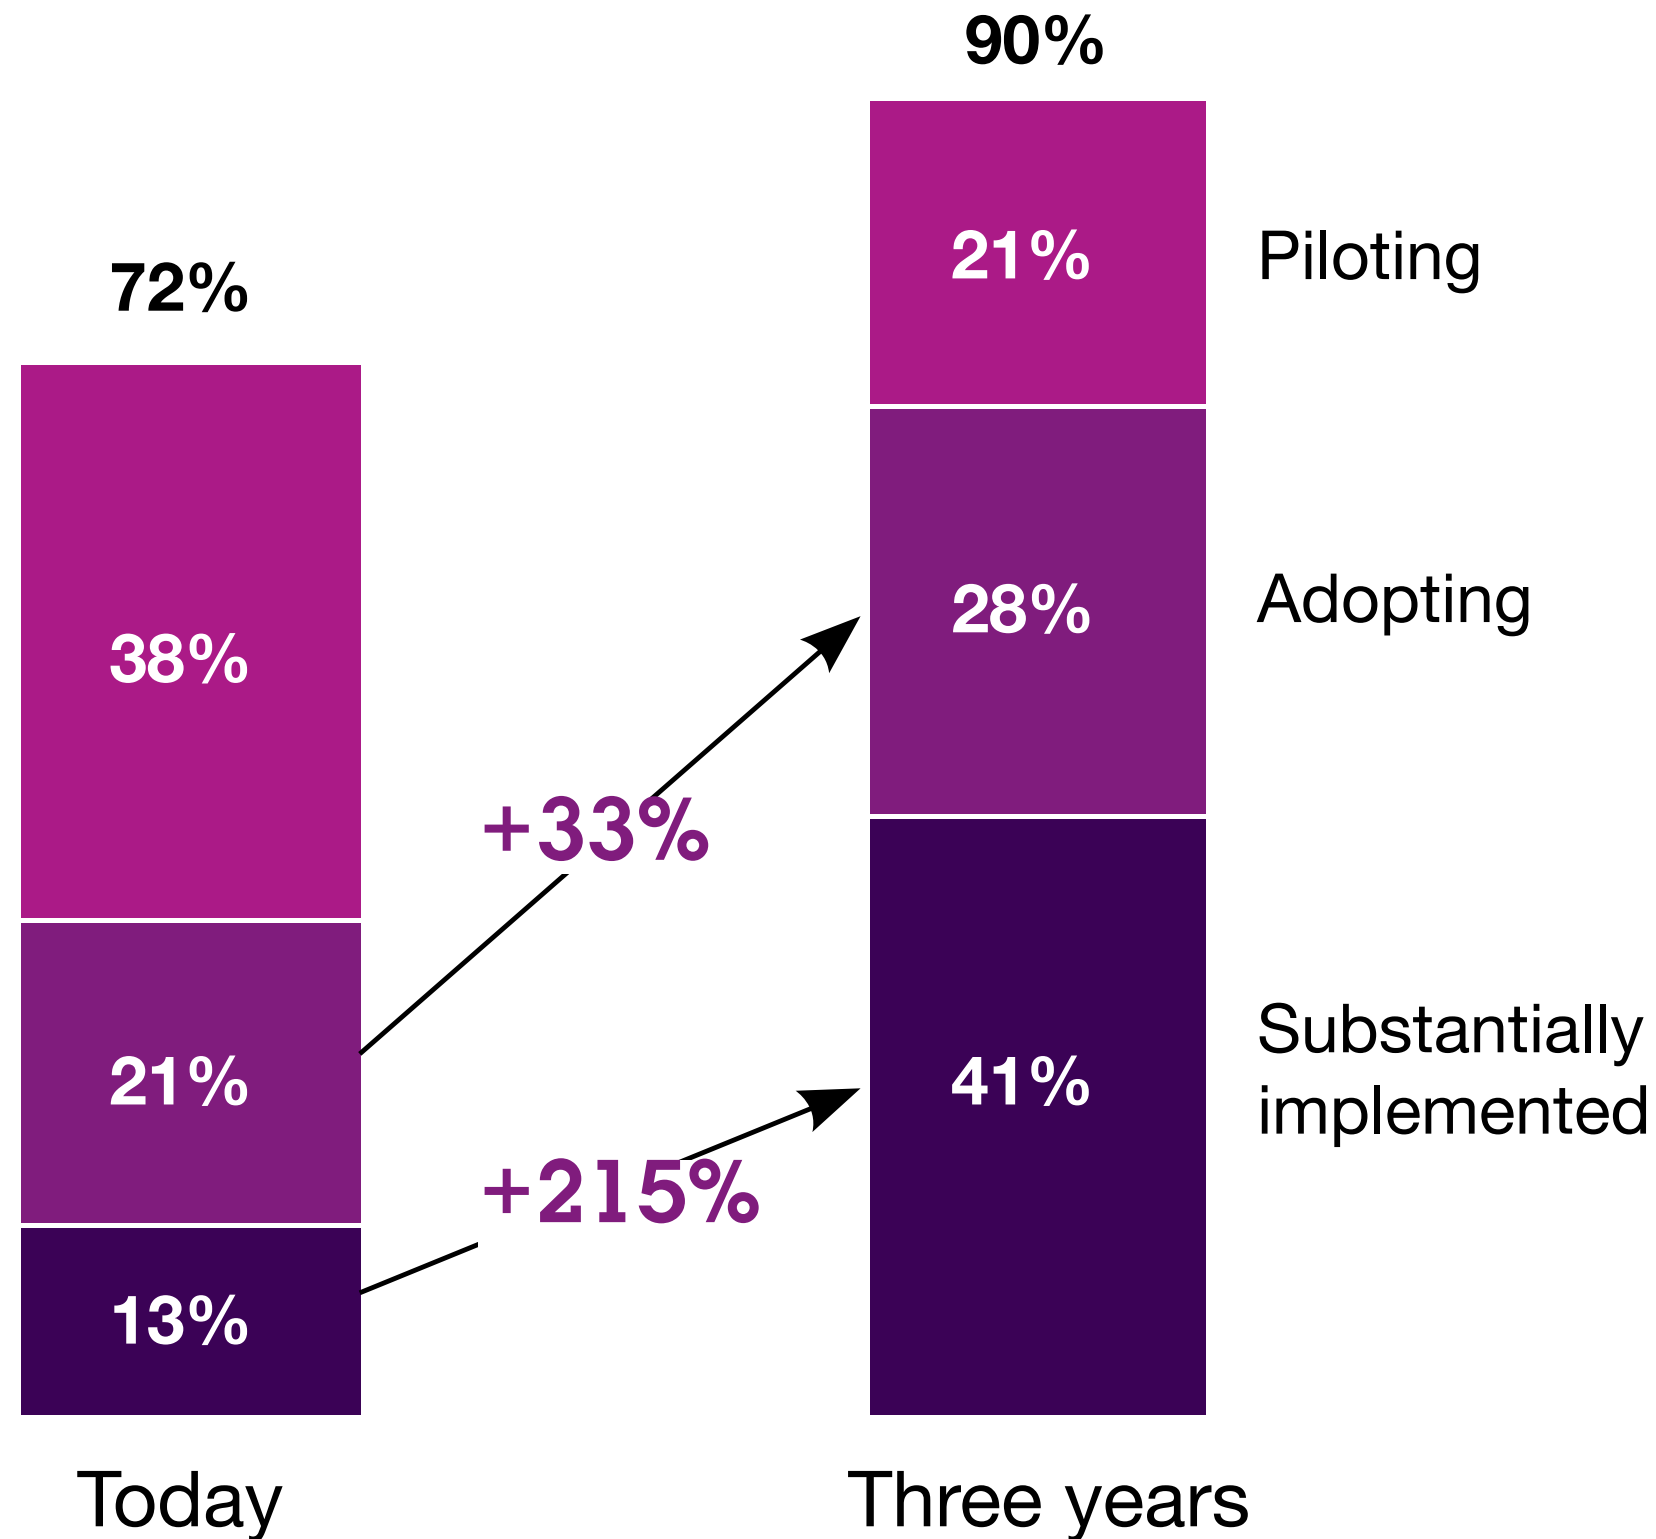 90%
72%
21%
Piloting
38%
28%
Adopting
+33%
21%
41%
Substantially
implemented
+215%
13%
Today
Three years